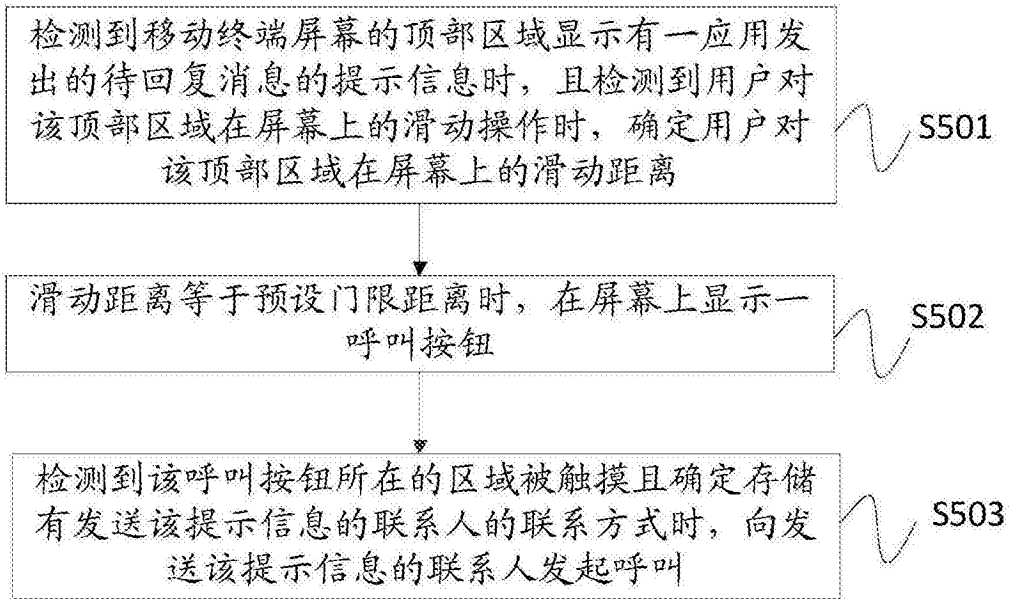 检测到移动终端屏幕的顶部区域显示有一应用发
出的待回复消息的提示信息时，且检测到用户对
该顶部区域在屏幕上的滑动操作时，确定用户对
该顶部区域在屏幕上的滑动距离
S501
滑动距离等于预设门限距离时，在屏幕上显示一
呼叫按钮
S502
检测到该呼叫按钮所在的区域被触摸且确定存储
有发送该提示信息的联系人的联系方式时，向发
送该提示信息的联系人发起呼叫
S503